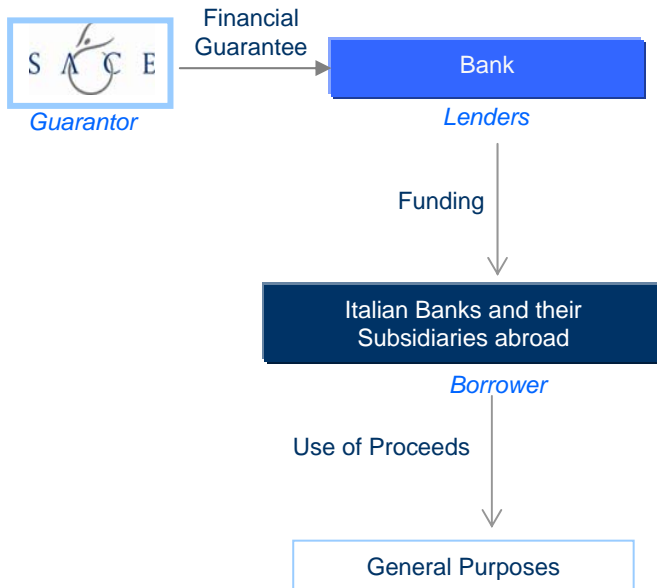 Financial
Guarantee
S A C E
Bank
Guarantor
Lenders
Funding
Italian Banks and their
Subsidiaries abroad
Borrower
Use of Proceeds
General Purposes